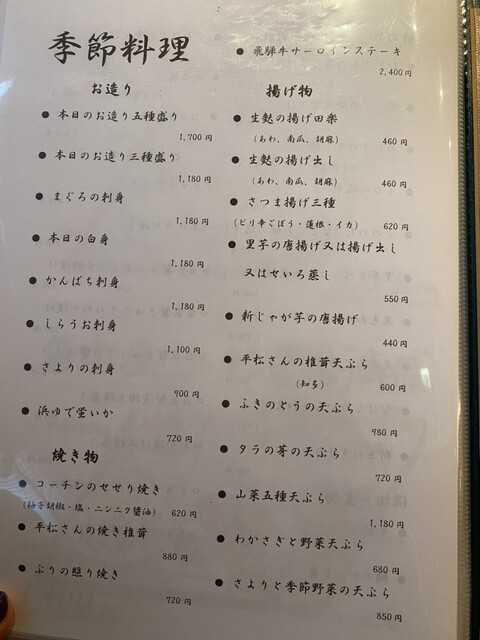 季節料理
お造り
● 本日のお造り五種盛り
1,700円
● 本日のお造り三種盛り
1,180円
● まぐろの刺身
1,180円
● 本日の白身
1,180円
● かんぱち刺身
1,180円
● しらうお刺身
1,100円
● さよりの刺身
900円
● 浜ゆで蛍いか
720円
焼き物
● コーチンのセセリ焼き
(柚子胡椒・塩・ニンニク醤油) 620円
● 平松さんの焼き椎茸
880円
● ぶりの照り焼き
720円
● 飛騨牛サーロインステーキ
2,400円
揚げ物
● 生麩の揚げ田楽
(あわ、南瓜、胡麻) 460円
● 生麩の揚げ出し
(あわ、南瓜、胡麻) 460円
● さつま揚げ三種
(ピリ辛ごぼう・蓮根・イカ) 620円
● 里芋の唐揚げ又は揚げ出し
又はせいろ蒸し
550円
● 新じゃが芋の唐揚げ
440円
● 平松さんの椎茸天ぷら
(知多) 600円
● ふきのとうの天ぷら
980円
● タラの芽の天ぷら
720円
● 山菜五種天ぷら
1,180円
● わかさぎと野菜天ぷら
680円
● さよりと季節野菜の天ぷら
850円